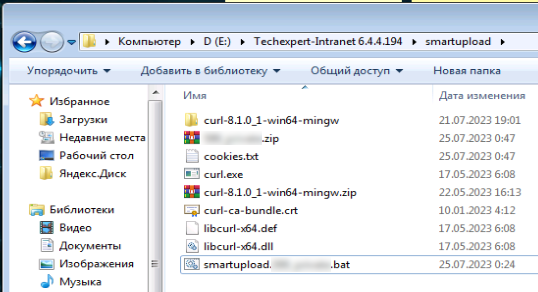 Компьютер ▸ D (E:) ▸ Techexpert-Intranet 6.4.4.194 ▸ smartupload ▸
Упорядочить Добавить в библиотеку Общий доступ Новая папка
Избранное
Загрузки
Недавние места
Рабочий стол
Яндекс.Диск
Библиотеки
Видео
Документы
Изображения
Музыка
Имя Дата изменения
curl-8.1.0_1-win64-mingw 21.07.2023 19:01
.zip 25.07.2023 0:47
cookies.txt 25.07.2023 0:47
curl.exe 17.05.2023 6:08
curl-8.1.0_1-win64-mingw.zip 22.05.2023 16:13
curl-ca-bundle.crt 10.01.2023 4:12
libcurl-x64.def 17.05.2023 6:08
libcurl-x64.dll 17.05.2023 6:08
smartupload. .bat 25.07.2023 0:24